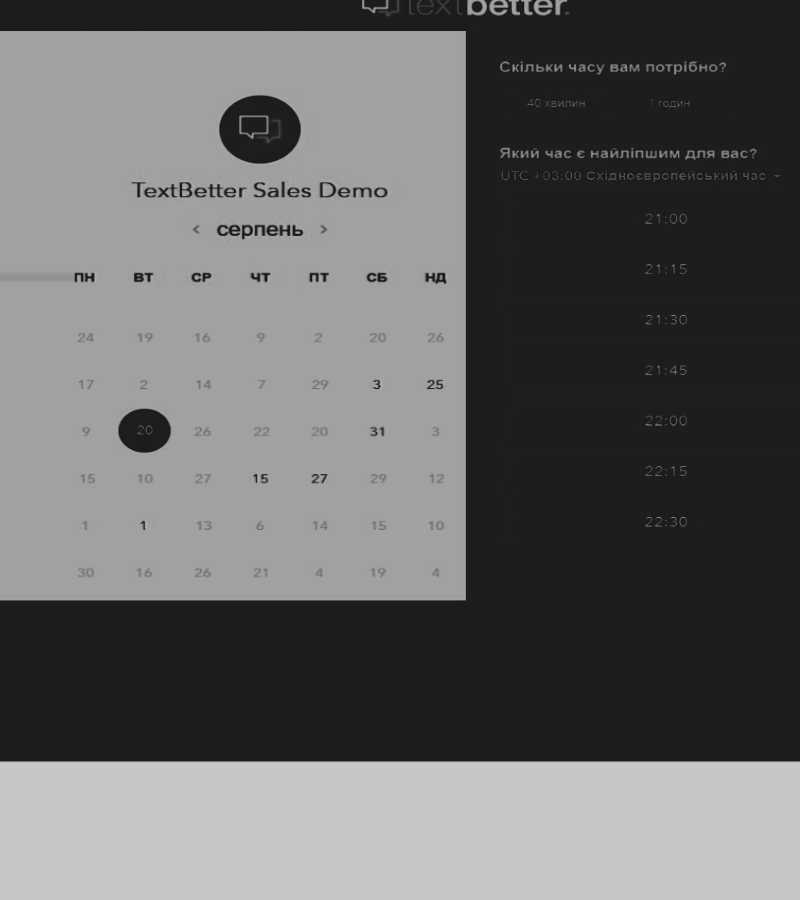 textbetter.
TextBetter Sales Demo
‹ серпень ›
ПН ВТ СР ЧТ ПТ СБ НД
24 19 16 9 2 20 26
17 2 14 7 29 3 25
9 20 26 22 20 31 3
15 10 27 15 27 29 12
1 1 13 6 14 15 10
30 16 26 21 4 19 4
Скільки часу вам потрібно?
40 хвилин 1 годин
Який час є найліпшим для вас?
UTC +03:00 Східноєвропейський час
21:00
21:15
21:30
21:45
22:00
22:15
22:30